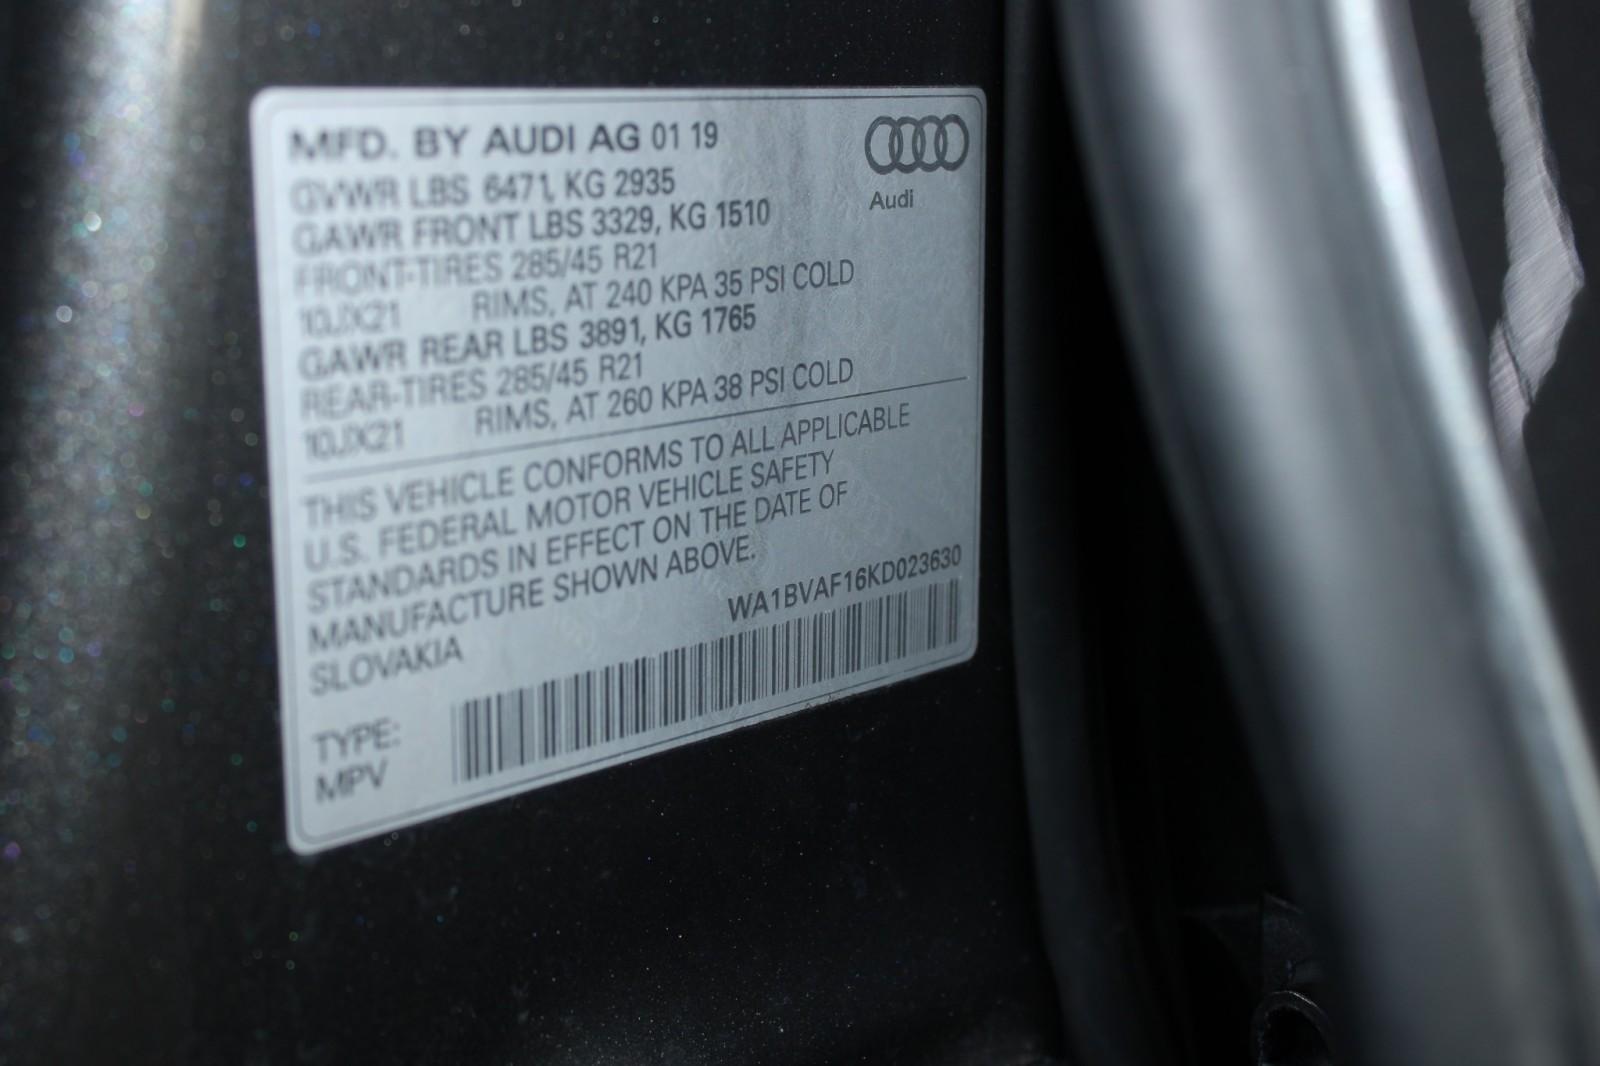 MFD. BY AUDI AG 01 19
Audi
GVWR LBS 6471, KG 2935
GAWR FRONT LBS 3329, KG 1510
FRONT-TIRES 285/45 R21
10JX21 RIMS, AT 240 KPA 35 PSI COLD
GAWR REAR LBS 3891, KG 1765
REAR-TIRES 285/45 R21
10JX21 RIMS, AT 260 KPA 38 PSI COLD
THIS VEHICLE CONFORMS TO ALL APPLICABLE
U.S. FEDERAL MOTOR VEHICLE SAFETY
STANDARDS IN EFFECT ON THE DATE OF
MANUFACTURE SHOWN ABOVE.
SLOVAKIA
WA1BVAF16KD023630
TYPE:
MPV